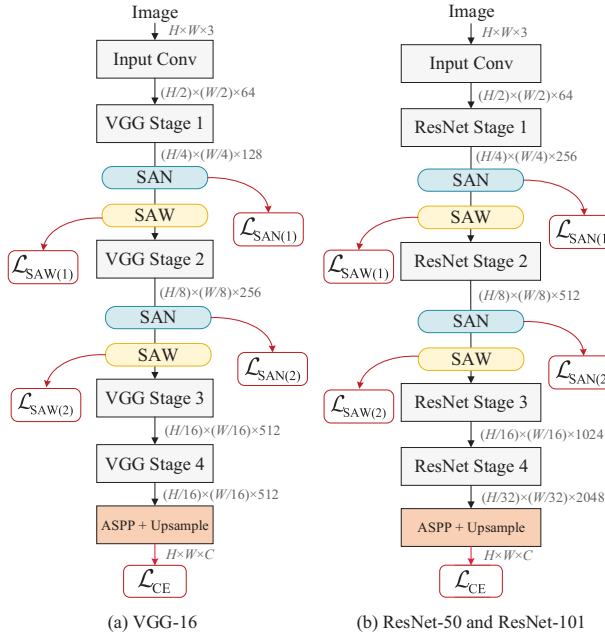 Image
H×W×3
Input Conv
(H/2)×(W/2)×64
VGG Stage 1
(H/4)×(W/4)×128
SAN
SAW
ℒSAN(1)
ℒSAW(1)
VGG Stage 2
(H/8)×(W/8)×256
SAN
SAW
ℒSAN(2)
ℒSAW(2)
VGG Stage 3
(H/16)×(W/16)×512
VGG Stage 4
(H/16)×(W/16)×512
ASPP + Upsample
H×W×C
ℒCE
(a) VGG-16
Image
H×W×3
Input Conv
(H/2)×(W/2)×64
ResNet Stage 1
(H/4)×(W/4)×256
SAN
SAW
ℒSAN(1
ℒSAW(1)
ResNet Stage 2
(H/8)×(W/8)×512
SAN
SAW
ℒSAN(2
ℒSAW(2)
ResNet Stage 3
(H/16)×(W/16)×1024
ResNet Stage 4
(H/32)×(W/32)×2048
ASPP + Upsample
H×W×C
ℒCE
(b) ResNet-50 and ResNet-101